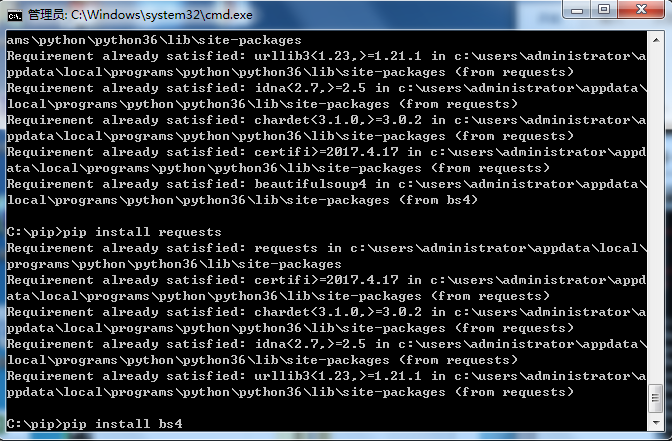 管理员: C:\Windows\system32\cmd.exe
ams\python\python36\lib\site-packages
Requirement already satisfied: urllib3<1.23,>=1.21.1 in c:\users\administrator\a
ppdata\local\programs\python\python36\lib\site-packages (from requests)
Requirement already satisfied: idna<2.7,>=2.5 in c:\users\administrator\appdata\
local\programs\python\python36\lib\site-packages (from requests)
Requirement already satisfied: chardet<3.1.0,>=3.0.2 in c:\users\administrator\a
ppdata\local\programs\python\python36\lib\site-packages (from requests)
Requirement already satisfied: certifi>=2017.4.17 in c:\users\administrator\appd
ata\local\programs\python\python36\lib\site-packages (from requests)
Requirement already satisfied: beautifulsoup4 in c:\users\administrator\appdata\
local\programs\python\python36\lib\site-packages (from bs4)
C:\pip>pip install requests
Requirement already satisfied: requests in c:\users\administrator\appdata\local\
programs\python\python36\lib\site-packages
Requirement already satisfied: certifi>=2017.4.17 in c:\users\administrator\appd
ata\local\programs\python\python36\lib\site-packages (from requests)
Requirement already satisfied: chardet<3.1.0,>=3.0.2 in c:\users\administrator\a
ppdata\local\programs\python\python36\lib\site-packages (from requests)
Requirement already satisfied: idna<2.7,>=2.5 in c:\users\administrator\appdata\
local\programs\python\python36\lib\site-packages (from requests)
Requirement already satisfied: urllib3<1.23,>=1.21.1 in c:\users\administrator\a
ppdata\local\programs\python\python36\lib\site-packages (from requests)
C:\pip>pip install bs4